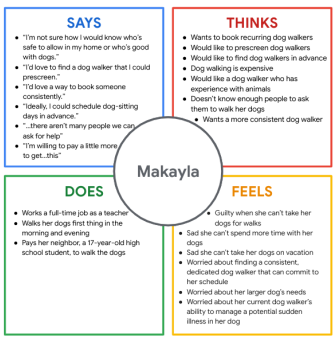 SAYS
● "I'm not sure how I would know who's
safe to allow in my home or who's good
with dogs."
● "I'd love to find a dog walker that I could
prescreen."
● "I'd love a way to book someone
consistently."
● "Ideally, I could schedule dog-sitting
days in advance."
● "...there aren't many people we can
ask for help"
● "I'm willing to pay a little more
to get...this"
THINKS
● Wants to book recurring dog walkers
● Would like to prescreen dog walkers
● Would like to find dog walkers in advance
● Dog walking is expensive
● Would like a dog walker who has
experience with animals
● Doesn't know enough people to ask
them to walk her dogs
● Wants a more consistent dog walker
Makayla
DOES
● Works a full-time job as a teacher
● Walks her dogs first thing in the
morning and evening
● Pays her neighbor, a 17-year-old high
school student, to walk the dogs
FEELS
● Guilty when she can't take her
dogs for walks
● Sad she can't spend more time with her
dogs
● Sad she can't take her dogs on vacation
● Worried about finding a consistent,
dedicated dog walker that can commit to
her schedule
● Worried about her larger dog's needs
● Worried about her current dog walker's
ability to manage a potential sudden
illness in her dog